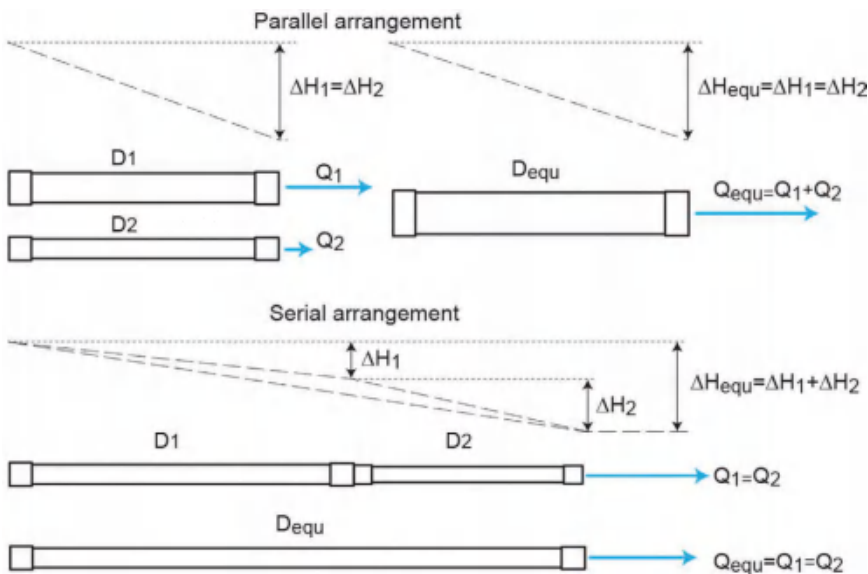 Parallel arrangement
ΔH1=ΔH2
ΔHequ=ΔH1=ΔH2
D1
Q1
Dequ
Qequ=Q1+Q2
D2
Q2
Serial arrangement
ΔH1
ΔHequ=ΔH1+ΔH2
ΔH2
D1
D2
Q1=Q2
Dequ
Qequ=Q1=Q2